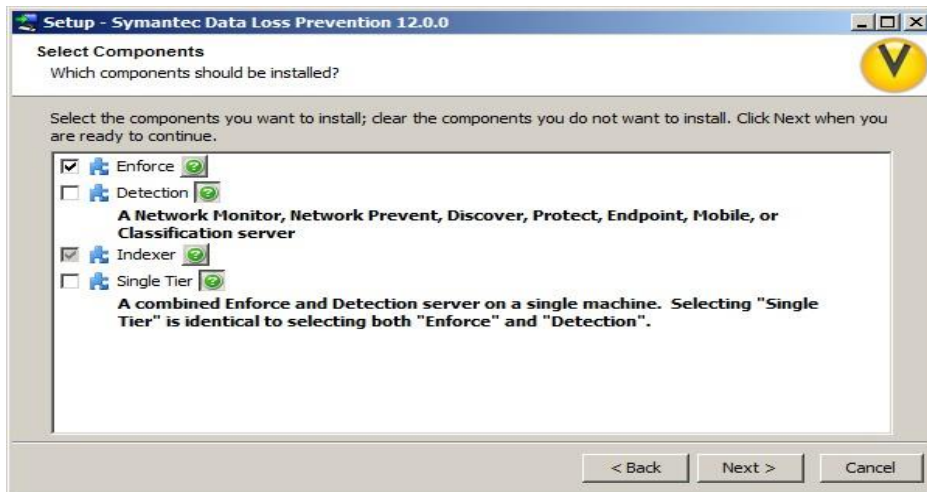 Setup - Symantec Data Loss Prevention 12.0.0
Select Components
Which components should be installed?
V
Select the components you want to install; clear the components you do not want to install. Click Next when you
are ready to continue.
Enforce
Detection
A Network Monitor, Network Prevent, Discover, Protect, Endpoint, Mobile, or
Classification server
Indexer
Single Tier
A combined Enforce and Detection server on a single machine.  Selecting "Single
Tier" is identical to selecting both "Enforce" and "Detection".
< Back
Next >
Cancel